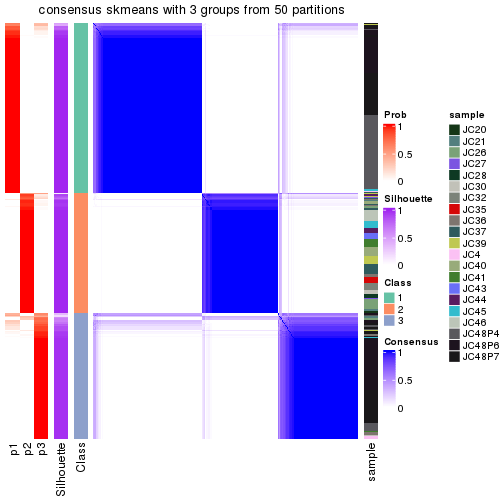 consensus skmeans with 3 groups from 50 partitions
Prob
1
0.5
0
Silhouette
1
0.5
0
Class
1
2
3
Consensus
1
0.5
0
sample
JC20
JC21
JC26
JC27
JC28
JC30
JC32
JC35
JC36
JC37
JC39
JC4
JC40
JC41
JC43
JC44
JC45
JC46
JC48P4
JC48P6
JC48P7
p1
p2
p3
Silhouette
Class
sample